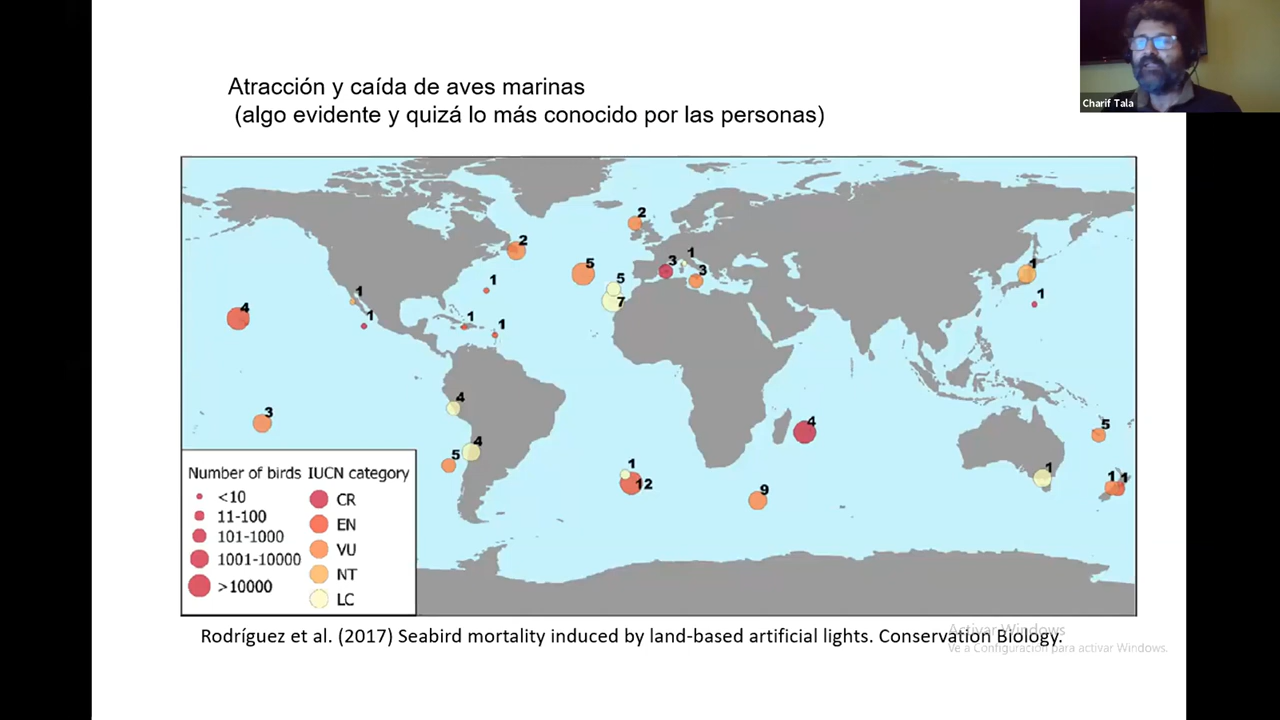 Charif Tala
Atracción y caída de aves marinas
(algo evidente y quizá lo más conocido por las personas)
2
2
1
5
3
3
1
5
1
7
1
1
4
1
1
1
1
4
3
4
4
5
5
1
1
12
9
1
1
Number of birds IUCN category
<10 CR
11-100 EN
101-1000 VU
1001-10000 NT
>10000 LC
Rodríguez et al. (2017) Seabird mortality induced by land-based artificial lights. Conservation Biology.
Activar Windows
Ve a Configuración para activar Windows.